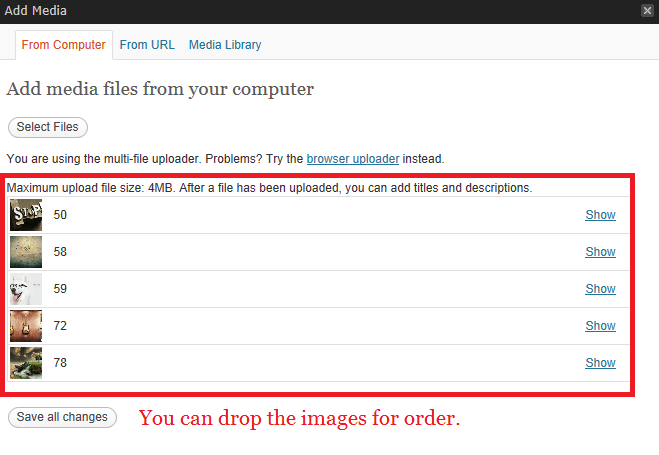 Add Media
From Computer From URL Media Library
Add media files from your computer
Select Files
You are using the multi-file uploader. Problems? Try the browser uploader instead.
Maximum upload file size: 4MB. After a file has been uploaded, you can add titles and descriptions.
STOP!
50 Show
58 Show
59 Show
72 Show
78 Show
Save all changes You can drop the images for order.